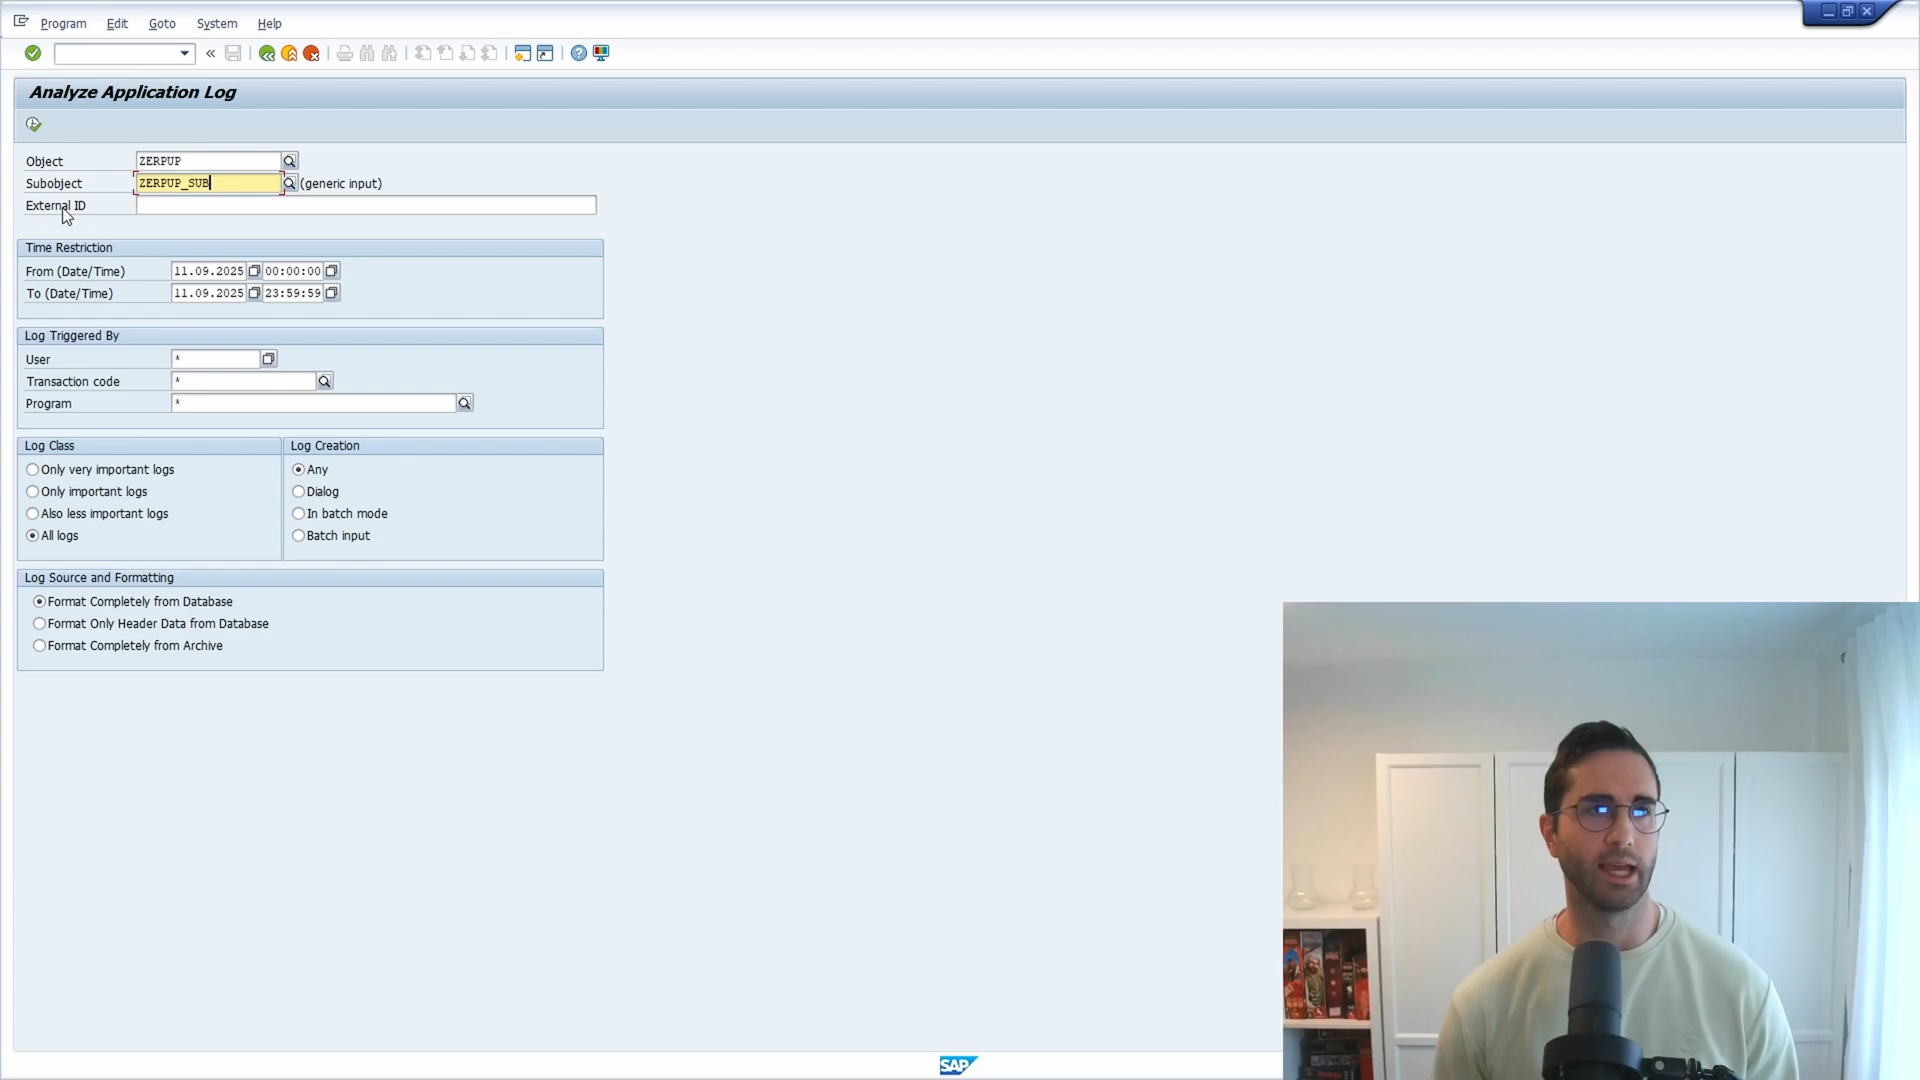 Program Edit Goto System Help
Analyze Application Log
Object ZERPUP
Subobject ZERPUP_SUB (generic input)
External ID
Time Restriction
From (Date/Time) 11.09.2025 00:00:00
To (Date/Time) 11.09.2025 23:59:59
Log Triggered By
User *
Transaction code *
Program *
Log Class Log Creation
Only very important logs Any
Only important logs Dialog
Also less important logs In batch mode
All logs Batch input
Log Source and Formatting
Format Completely from Database
Format Only Header Data from Database
Format Completely from Archive
SAP